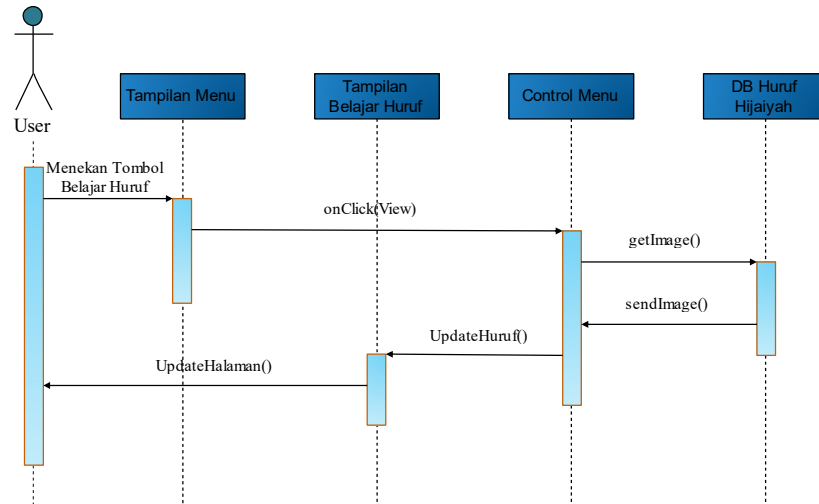 Tampilan Menu
Tampilan
Belajar Huruf
Control Menu
DB Huruf
Hijaiyah
User
Menekan Tombol
Belajar Huruf
onClick(View)
getImage()
sendImage()
UpdateHuruf()
UpdateHalaman()